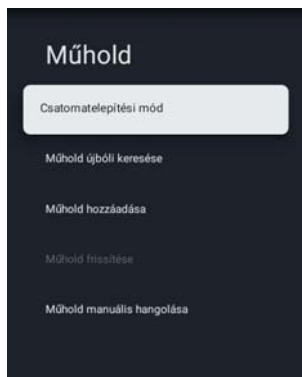 Műhold
Csatornatelepítési mód
Műhold újbóli keresése
Műhold hozzáadása
Műhold frissítése
Műhold manuális hangolása